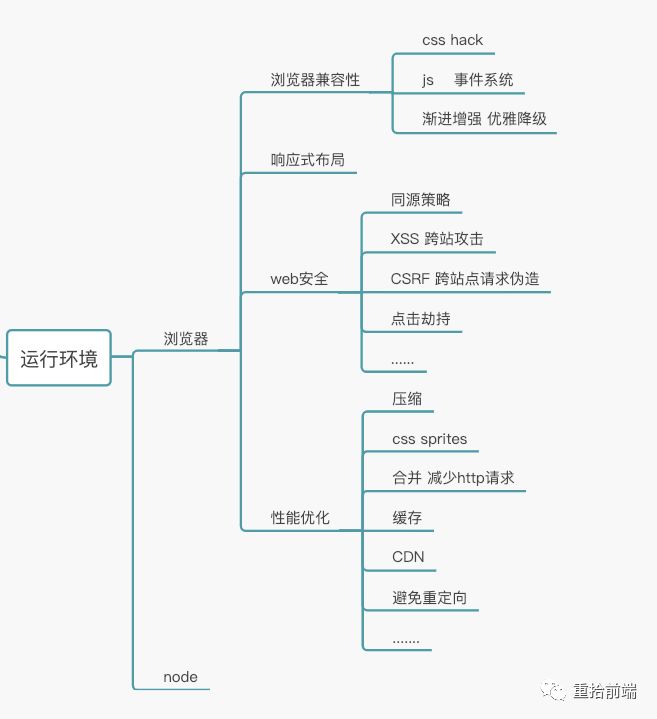 css hack
浏览器兼容性
js 事件系统
渐进增强 优雅降级
响应式布局
同源策略
XSS 跨站攻击
web安全
CSRF 跨站点请求伪造
点击劫持
......
浏览器
运行环境
压缩
css sprites
合并 减少http请求
性能优化
缓存
CDN
避免重定向
.......
node
重拾前端